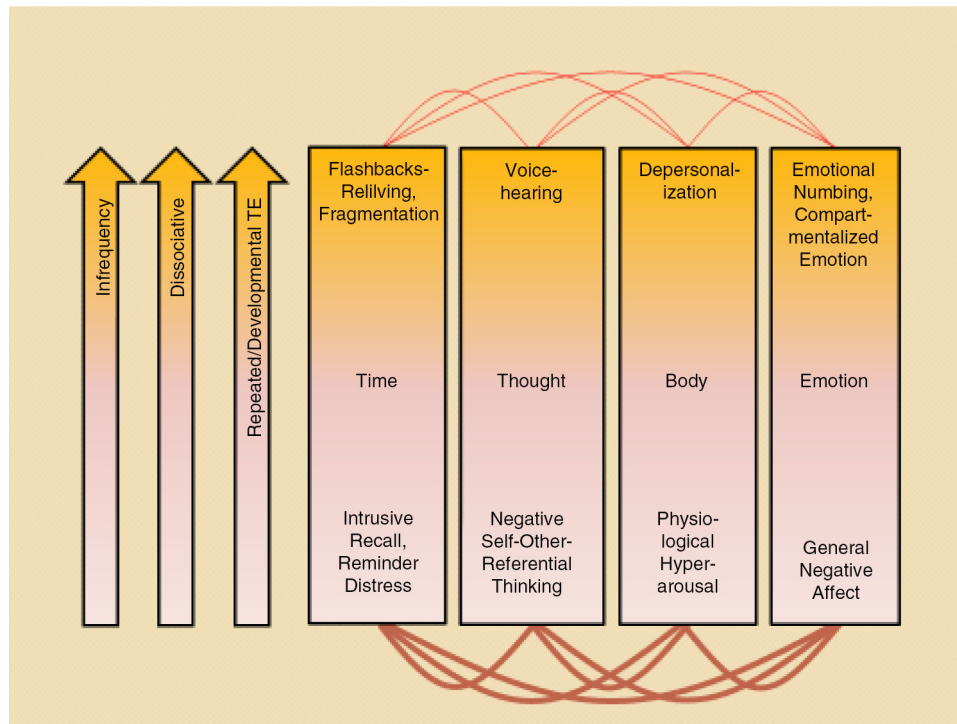 Infrequency
Dissociative
Repeated/Developmental TE
Flashbacks-
Relilving,
Fragmentation
Voice-
hearing
Depersonal-
ization
Emotional
Numbing,
Compart-
mentalized
Emotion
Time
Thought
Body
Emotion
Intrusive
Recall,
Reminder
Distress
Negative
Self-Other-
Referential
Thinking
Physio-
logical
Hyper-
arousal
General
Negative
Affect